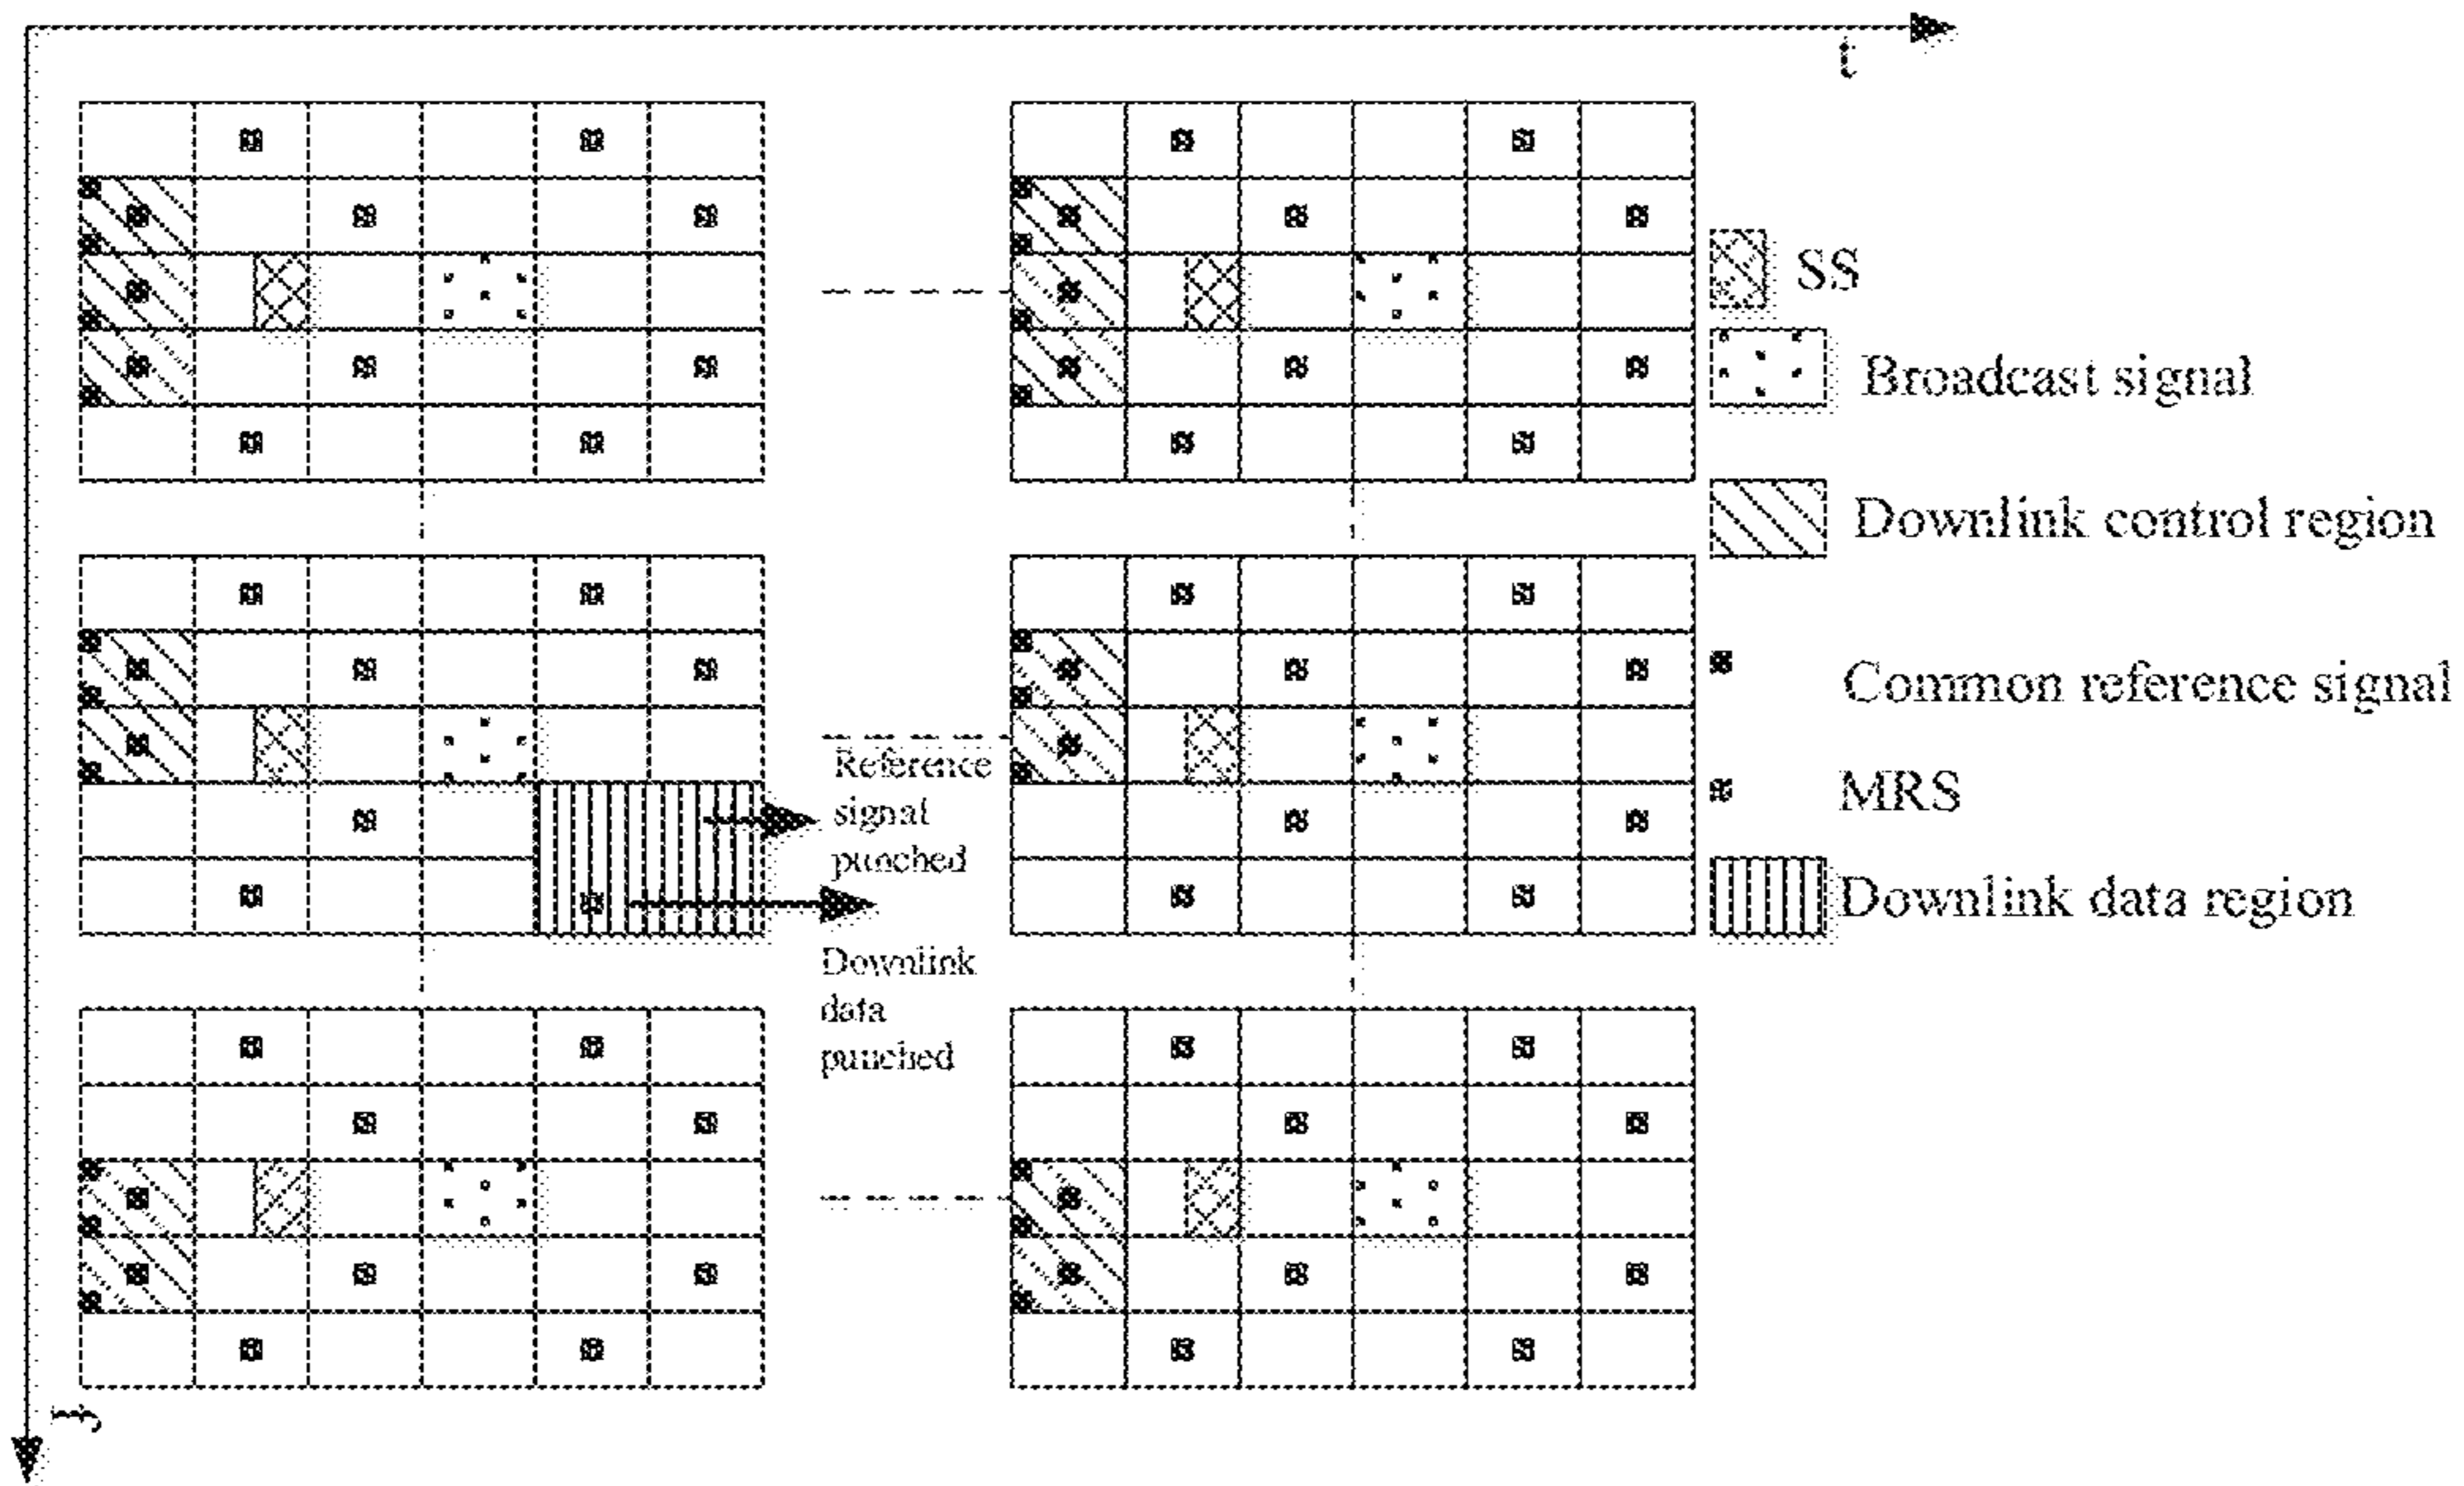 t
SS
Broadcast signal
Downlink control region
Common reference signal
MRS
Downlink data region
Reference
signal
punched
Downlink
data
punched
f